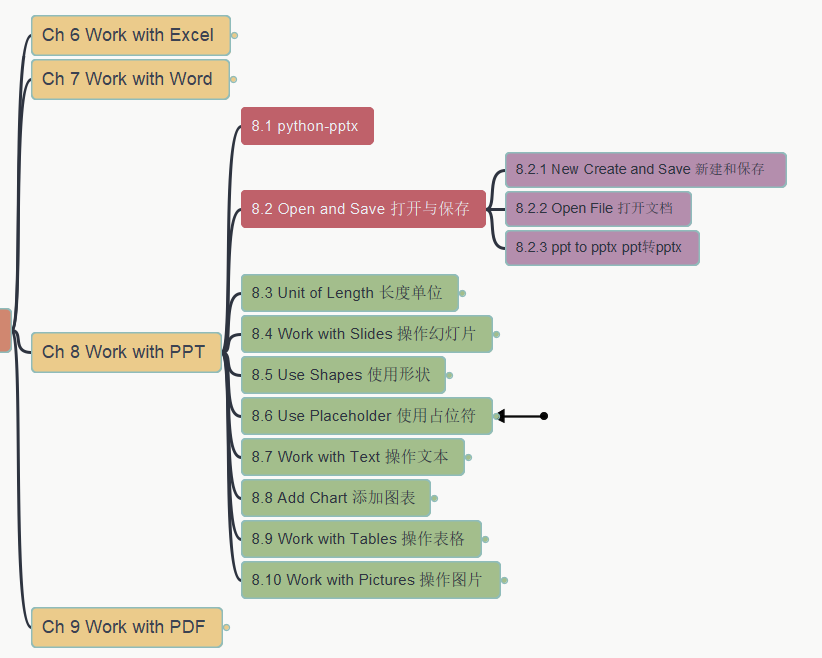 Ch 6 Work with Excel
Ch 7 Work with Word
8.1 python-pptx
8.2 Open and Save 打开与保存
8.2.1 New Create and Save 新建和保存
8.2.2 Open File 打开文档
8.2.3 ppt to pptx ppt转pptx
Ch 8 Work with PPT
8.3 Unit of Length 长度单位
8.4 Work with Slides 操作幻灯片
8.5 Use Shapes 使用形状
8.6 Use Placeholder 使用占位符
8.7 Work with Text 操作文本
8.8 Add Chart 添加图表
8.9 Work with Tables 操作表格
8.10 Work with Pictures 操作图片
Ch 9 Work with PDF